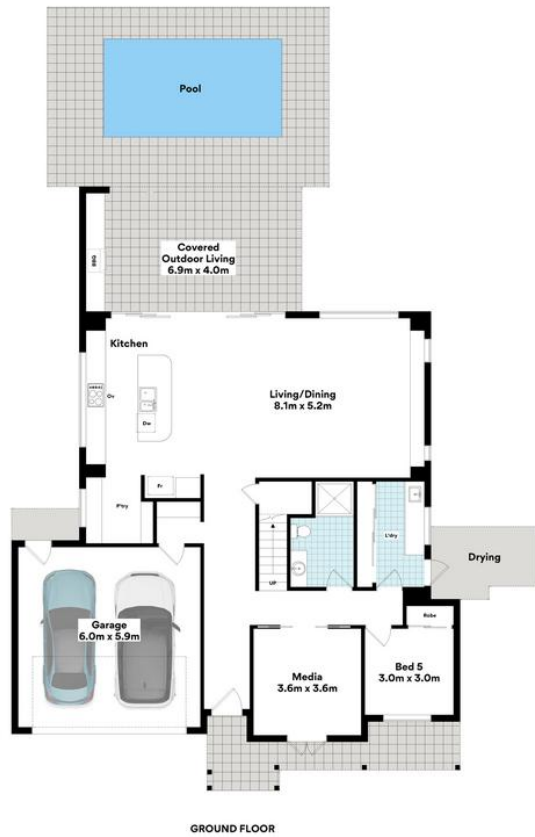 Pool
Covered
Outdoor Living
6.9m x 4.0m
BBQ
Kitchen
Ov
Dw
Living/Dining
8.1m x 5.2m
Fr
P'try
L'dry
UP
Drying
Robe
Garage
6.0m x 5.9m
Media
3.6m x 3.6m
Bed 5
3.0m x 3.0m
GROUND FLOOR